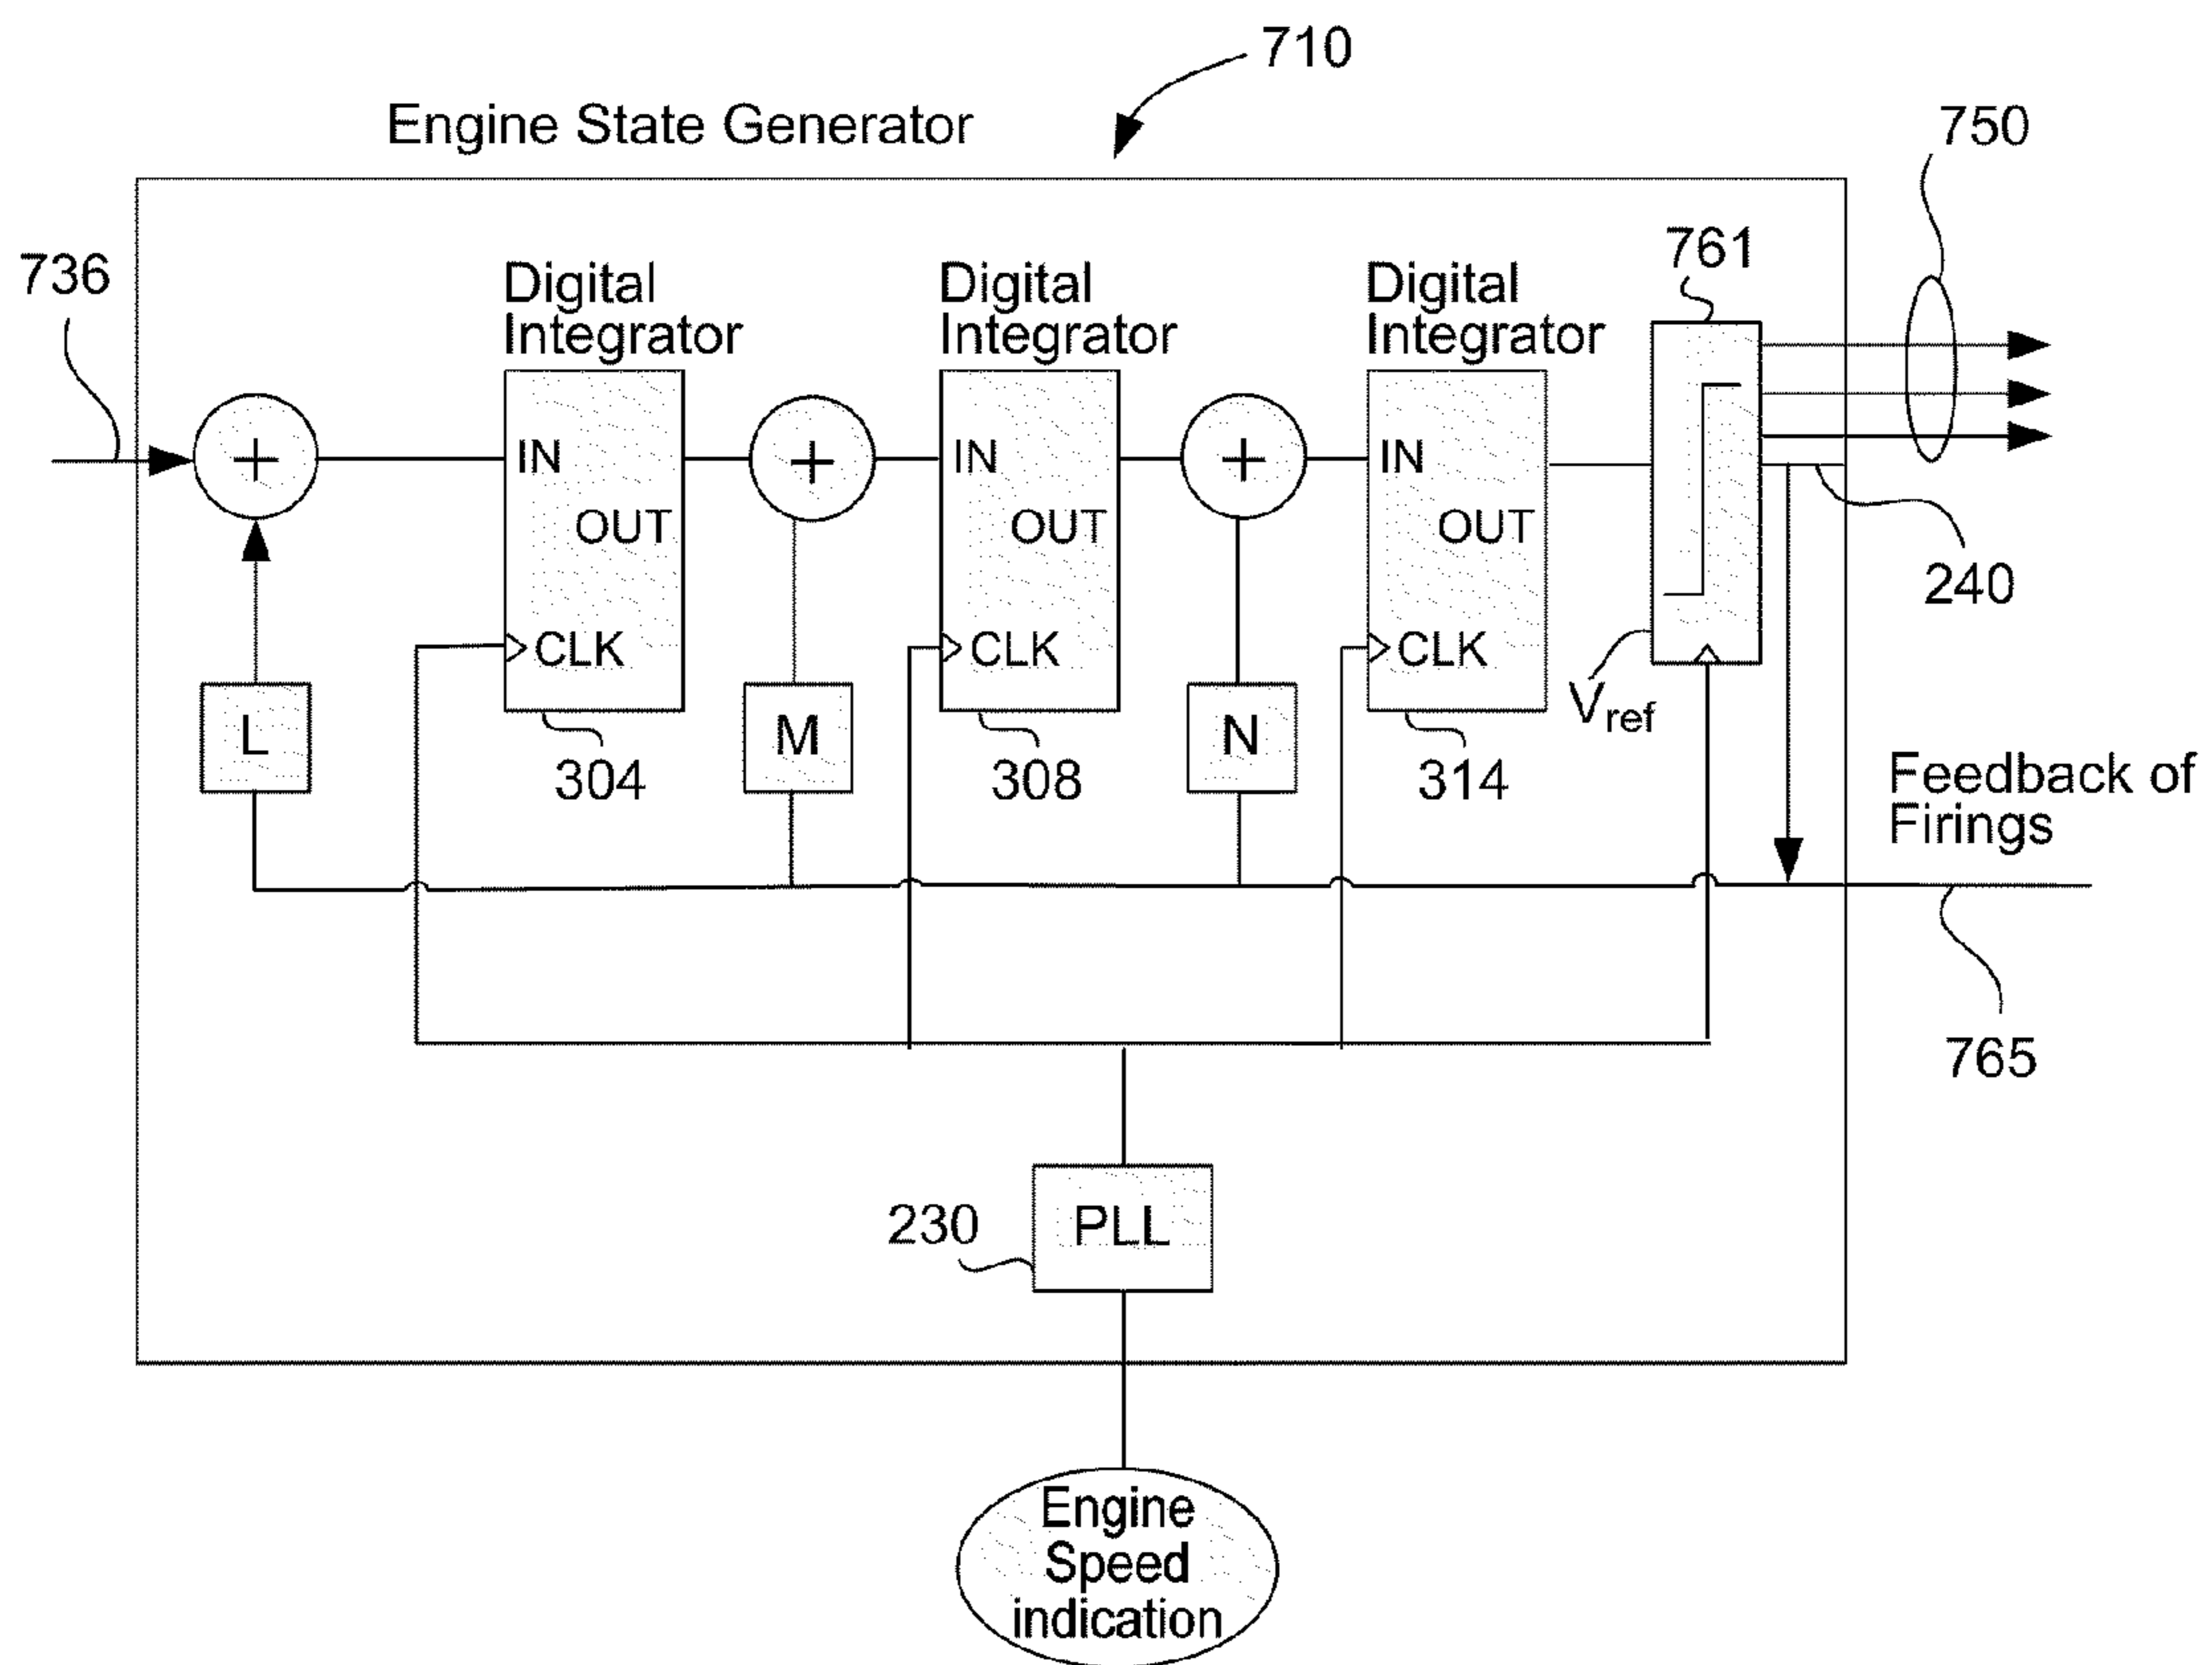 710
Engine State Generator
750
736
761
Digital
Integrator
Digital
Integrator
Digital
Integrator
+
+
+
IN
OUT
CLK
IN
OUT
CLK
IN
OUT
CLK
240
Vref
L
M
N
304
308
314
Feedback of
Firings
765
230
PLL
Engine
Speed
indication